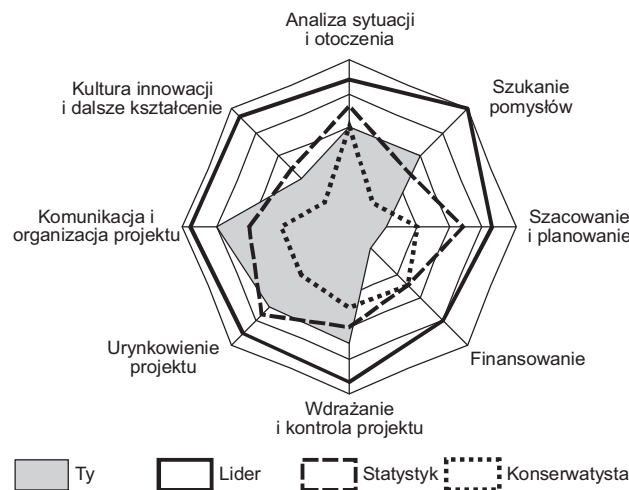 Analiza sytuacji
i otoczenia
Kultura innowacji
i dalsze kształcenie
Szukanie
pomysłów
Komunikacja i
organizacja projektu
Szacowanie
i planowanie
Urynkowienie
projektu
Finansowanie
Wdrażanie
i kontrola projektu
Ty
Lider
Statystyk
Konserwatysta